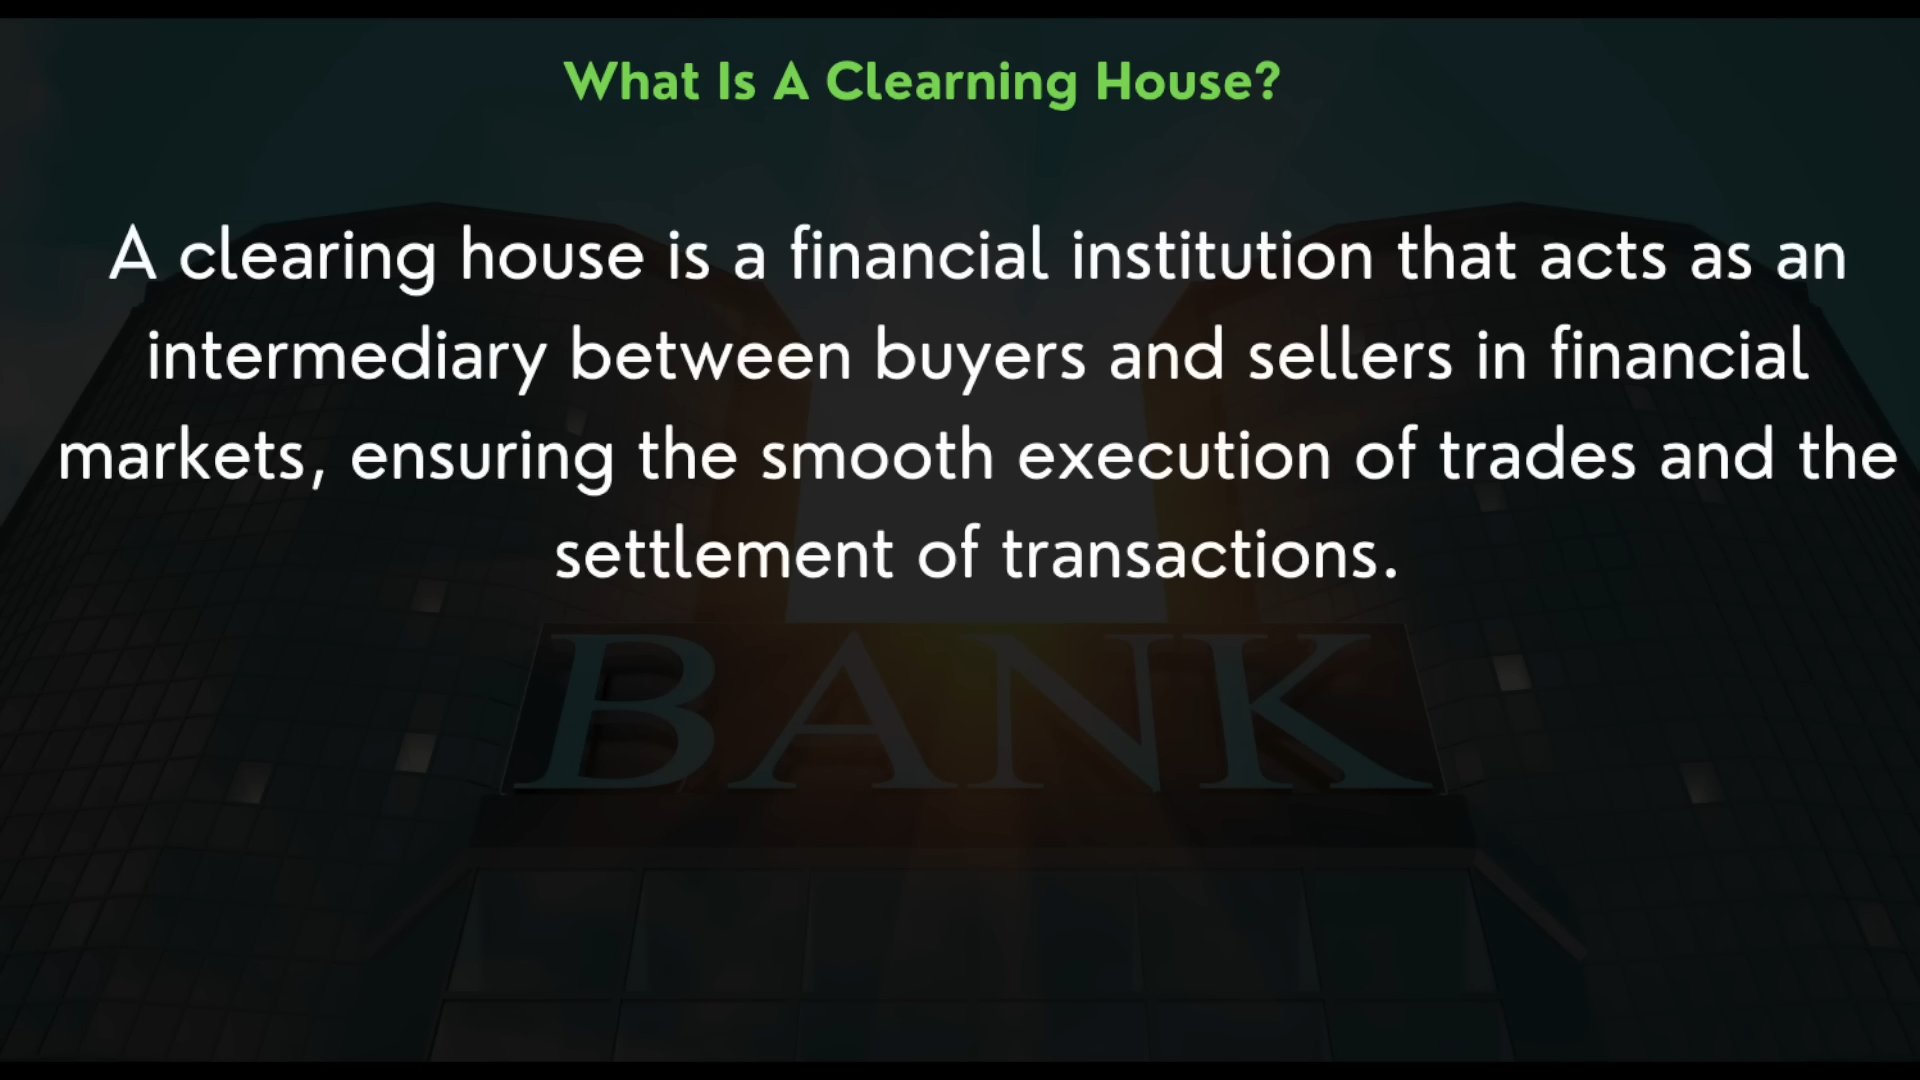 What Is A Clearning House?
A clearing house is a financial institution that acts as an
intermediary between buyers and sellers in financial
markets, ensuring the smooth execution of trades and the
settlement of transactions.
BANK